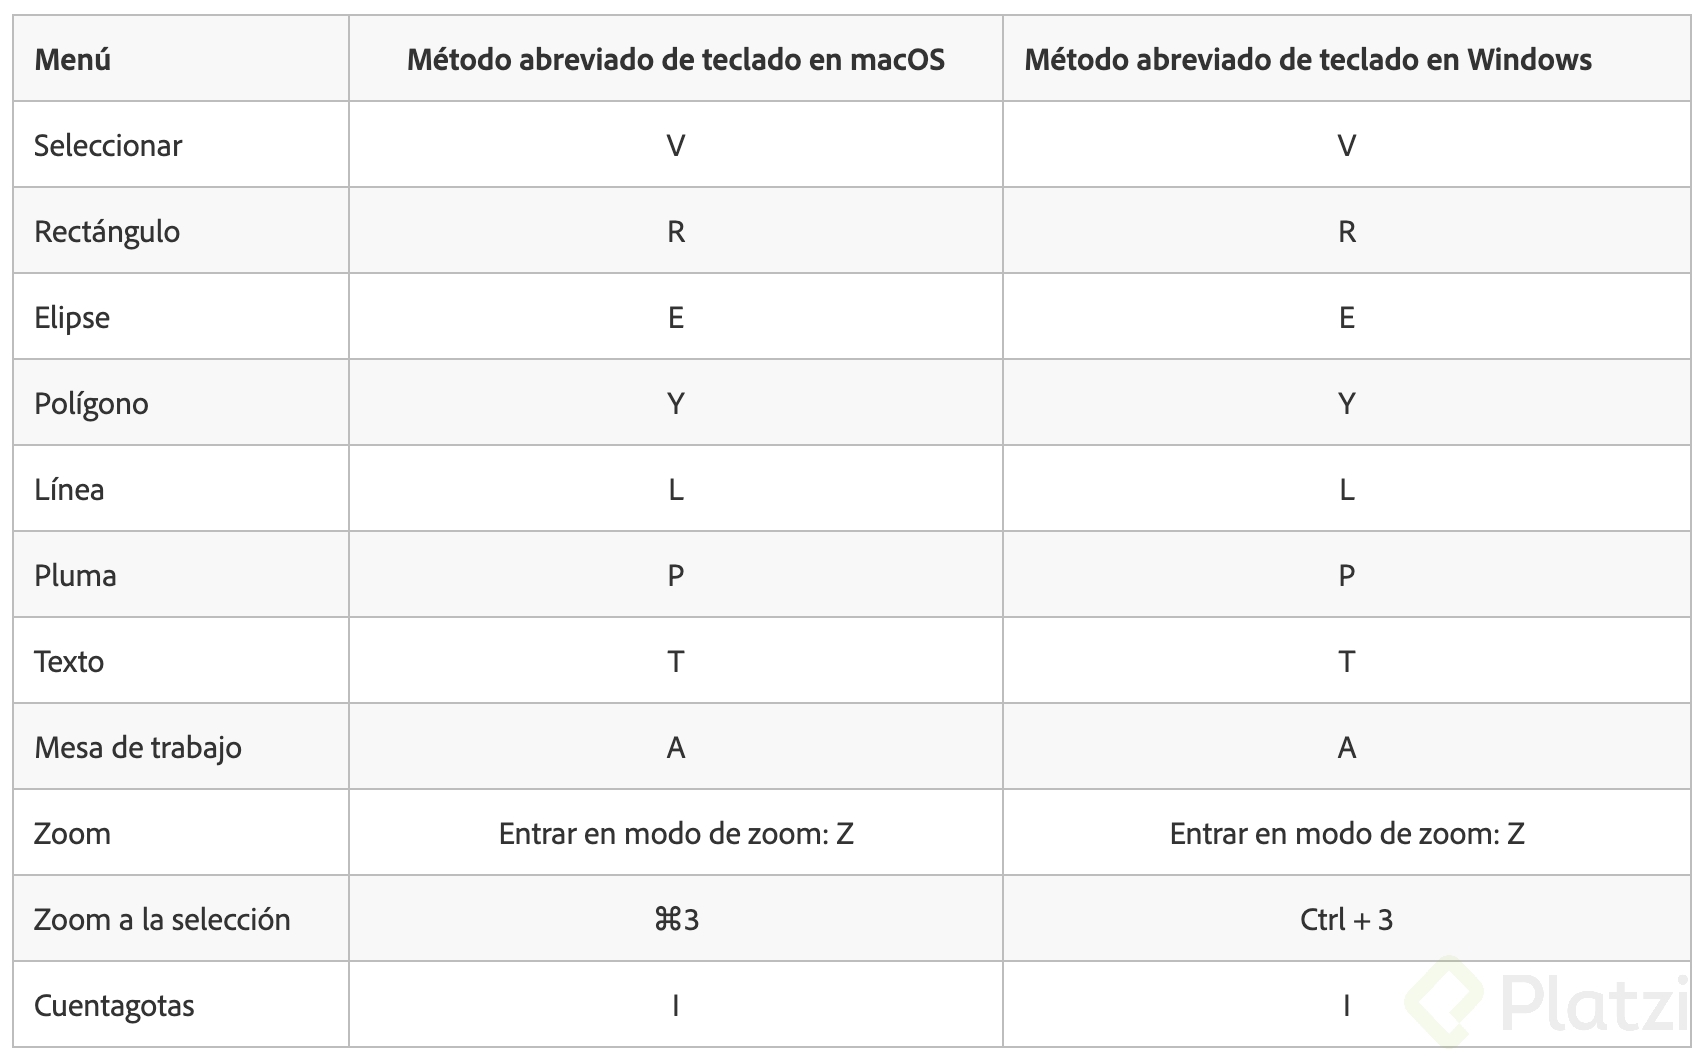 Menú Método abreviado de teclado en macOS Método abreviado de teclado en Windows
Seleccionar V V
Rectángulo R R
Elipse E E
Polígono Y Y
Línea L L
Pluma P P
Texto T T
Mesa de trabajo A A
Zoom Entrar en modo de zoom: Z Entrar en modo de zoom: Z
Zoom a la selección ⌘3 Ctrl + 3
Cuentagotas I I
Platzi